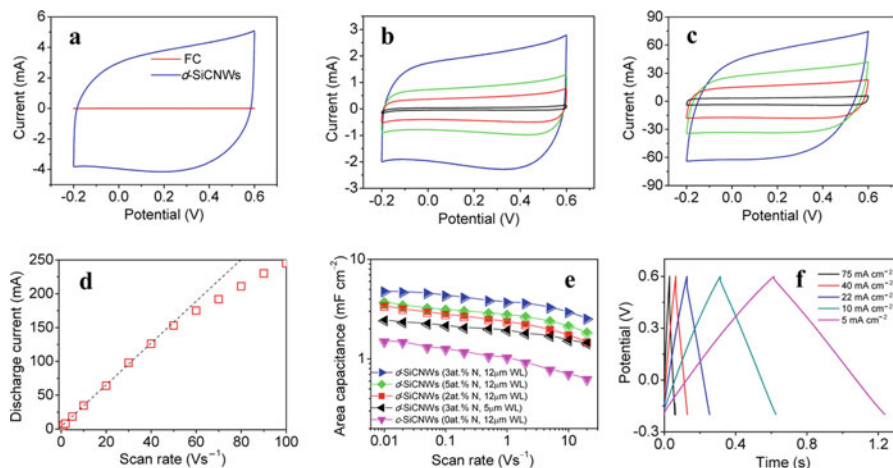 a
FC
d-SiCNWs
6
4
2
0
-2
-4
-0.2 0.0 0.2 0.4 0.6
Potential (V)
Current (mA)
b
3
2
1
0
-1
-2
-3
-0.2 0.0 0.2 0.4 0.6
Potential (V)
Current (mA)
c
90
60
30
0
-30
-60
-90
-0.2 0.0 0.2 0.4 0.6
Potential (V)
Current (mA)
d
250
200
150
100
50
0
0 20 40 60 80 100
Scan rate (Vs⁻¹)
Discharge current (mA)
e
10
1
d-SiCNWs (3at.% N, 12μm WL)
d-SiCNWs (5at.% N, 12μm WL)
d-SiCNWs (2at.% N, 12μm WL)
d-SiCNWs (3at.% N, 5μm WL)
c-SiCNWs (0at.% N, 12μm WL)
0.01 0.1 1 10
Scan rate (Vs⁻¹)
Area capacitance (mF cm⁻²)
f
75 mA cm⁻²
40 mA cm⁻²
22 mA cm⁻²
10 mA cm⁻²
5 mA cm⁻²
0.6
0.3
0.0
-0.3
0.0 0.4 0.8 1.2
Time (s)
Potential (V)